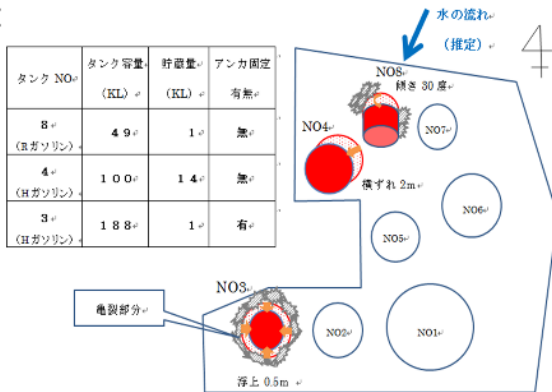 水の流れ
(推定)
タンク NO タンク容量 (KL) 貯蔵量 (KL) アンカ固定 有無
8 (Rガソリン) 49 1 無
4 (Hガソリン) 100 14 無
3 (Hガソリン) 188 1 有
NO8
傾き 30 度
NO4
NO7
横ずれ 2m
NO6
NO5
NO3
亀裂部分
NO2
NO1
浮上 0.5m